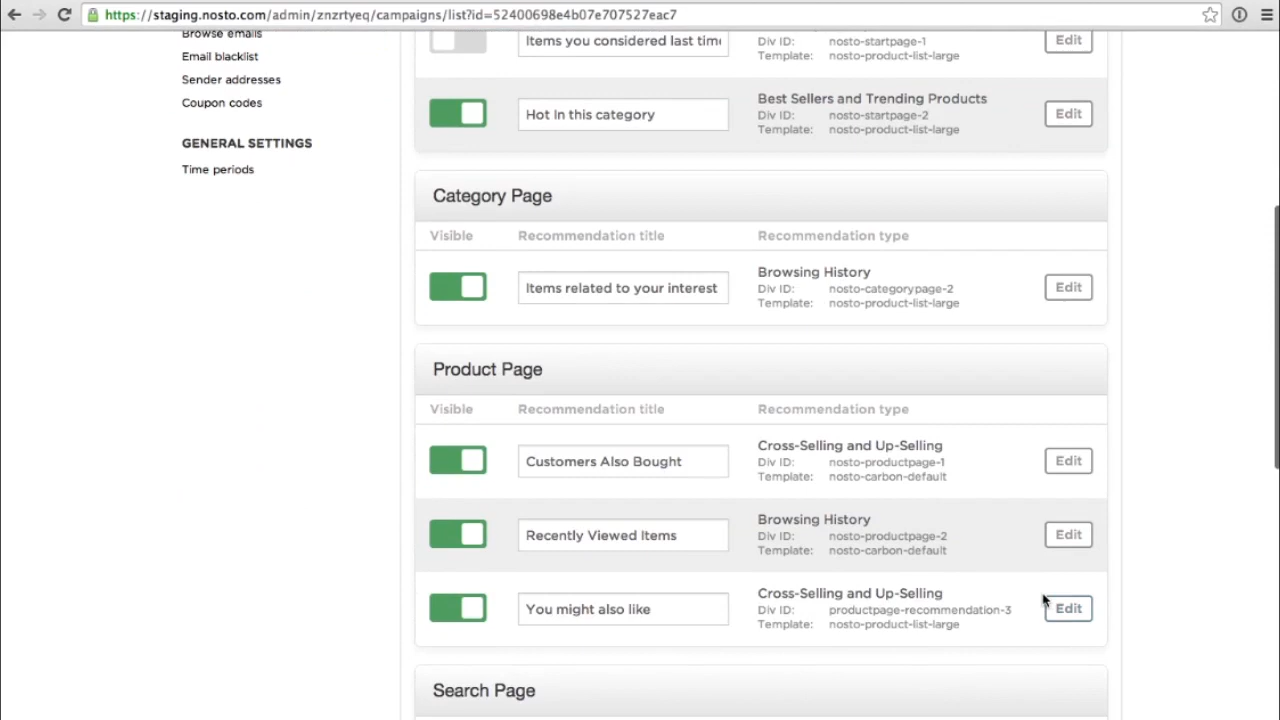 https://staging.nosto.com/admin/znzrtyeq/campaigns/list?id=52400698e4b07e707527eac7
Browse emails
Email blacklist
Sender addresses
Coupon codes
GENERAL SETTINGS
Time periods
Items you considered last time
Div ID: nosto-startpage-1
Template: nosto-product-list-large
Edit
Hot In this category
Best Sellers and Trending Products
Div ID: nosto-startpage-2
Template: nosto-product-list-large
Edit
Category Page
Visible Recommendation title Recommendation type
Items related to your interest
Browsing History
Div ID: nosto-categorypage-2
Template: nosto-product-list-large
Edit
Product Page
Visible Recommendation title Recommendation type
Customers Also Bought
Cross-Selling and Up-Selling
Div ID: nosto-productpage-1
Template: nosto-carbon-default
Edit
Recently Viewed Items
Browsing History
Div ID: nosto-productpage-2
Template: nosto-carbon-default
Edit
You might also like
Cross-Selling and Up-Selling
Div ID: productpage-recommendation-3
Template: nosto-product-list-large
Edit
Search Page